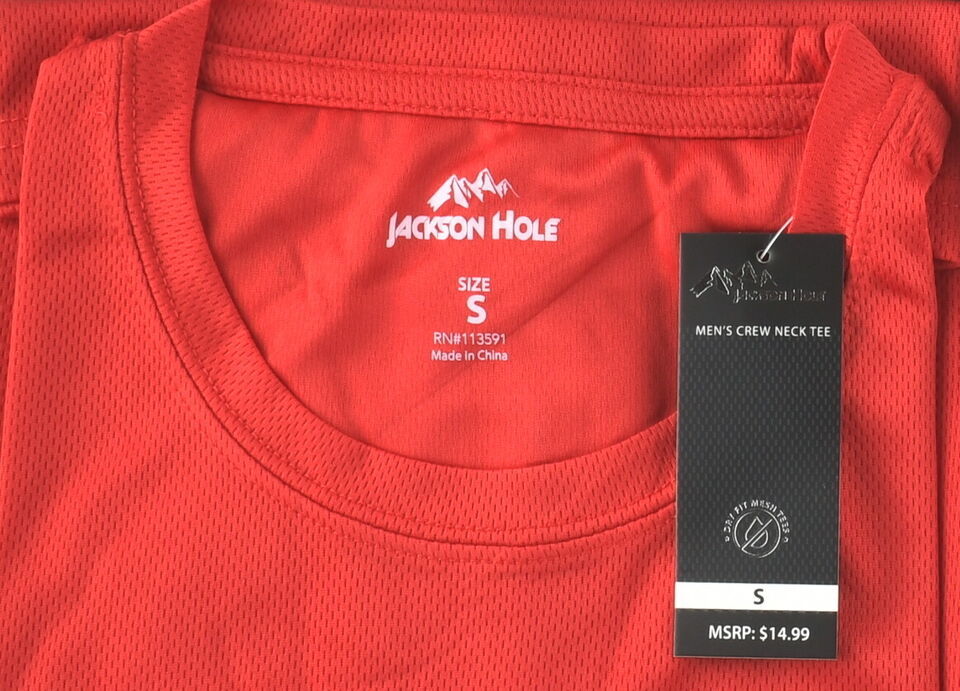 JACKSON HOLE
SIZE
S
RN#113591
Made in China
JACKSON HOLE
MEN'S CREW NECK TEE
DRY FIT MESH TEES
S
MSRP: $14.99